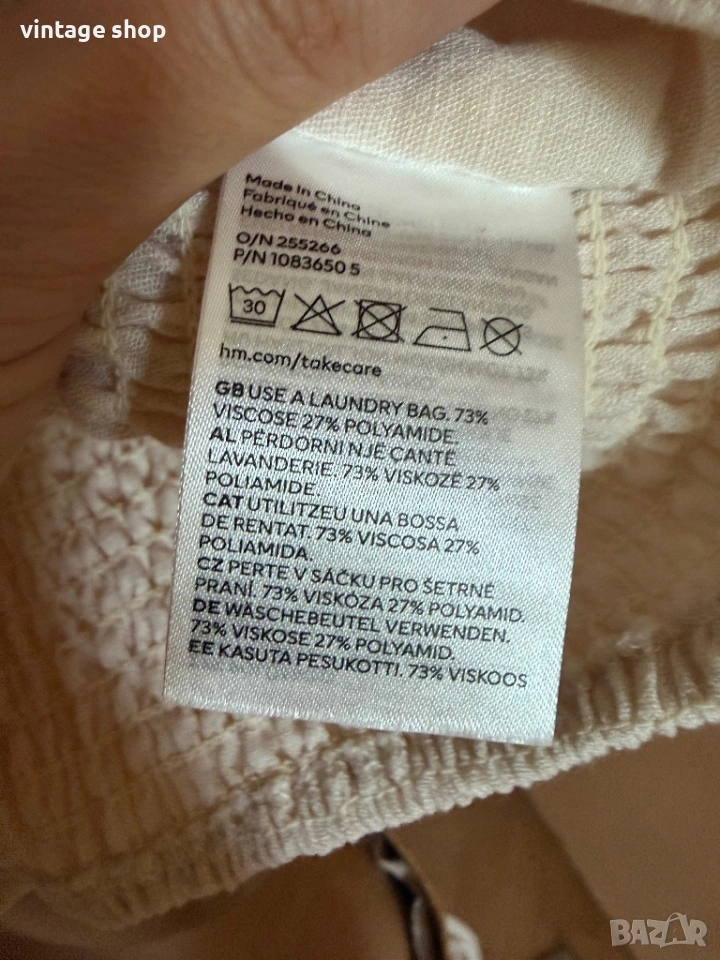 vintage shop
Made in China
Fabriqué en Chine
Hecho en China
O/N 255266
P/N 1083650 5
30
hm.com/takecare
GB USE A LAUNDRY BAG. 73%
VISCOSE 27% POLYAMIDE.
AL PËRDORNI NJË ÇANTË
LAVANDERIE. 73% VISKOZË 27%
POLIAMIDE.
CAT UTILITZEU UNA BOSSA
DE RENTAT. 73% VISCOSA 27%
POLIAMIDA.
CZ PERTE V SÁČKU PRO ŠETRNÉ
PRANÍ. 73% VISKÓZA 27% POLYAMID.
DE WÄSCHEBEUTEL VERWENDEN.
73% VISKOSE 27% POLYAMID.
EE KASUTA PESUKOTTI. 73% VISKOOS
BAZAR